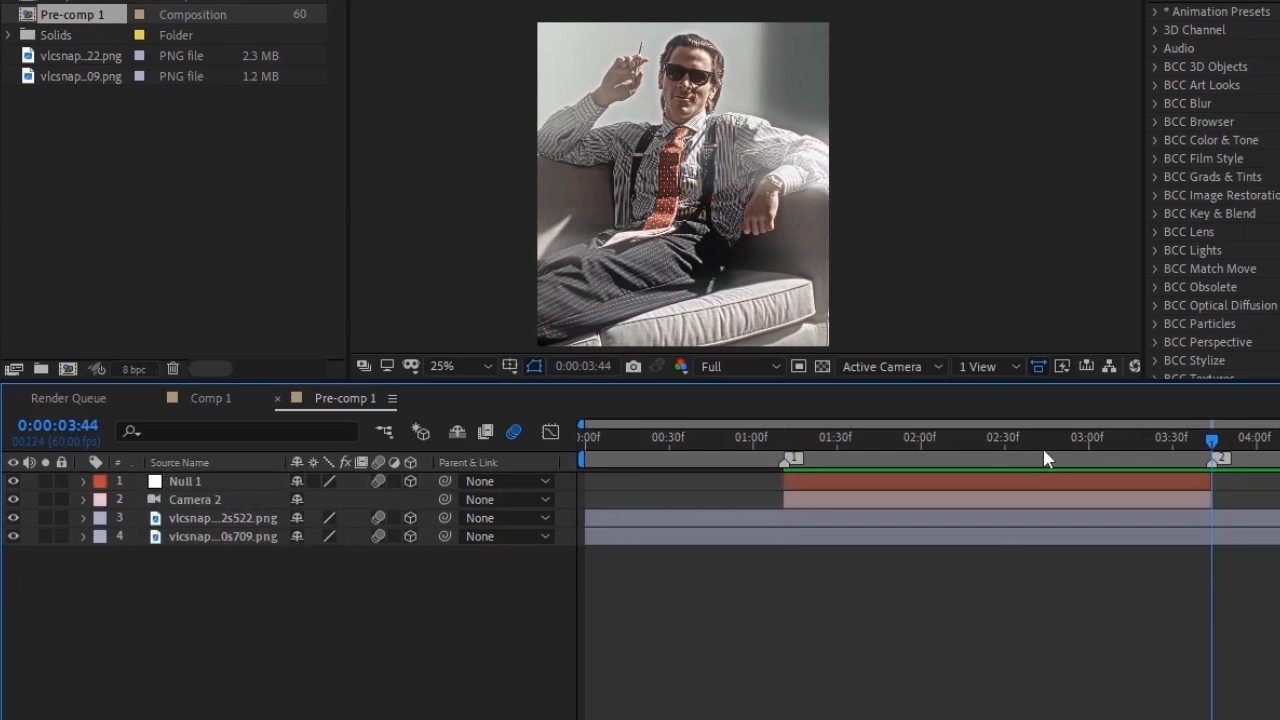 Pre-comp 1 Composition 60
Solids Folder
vlcsnap...22.png PNG file 2.3 MB
vlcsnap...09.png PNG file 1.2 MB
* Animation Presets
3D Channel
Audio
BCC 3D Objects
BCC Art Looks
BCC Blur
BCC Browser
BCC Color & Tone
BCC Film Style
BCC Grads & Tints
BCC Image Restoratio
BCC Key & Blend
BCC Lens
BCC Lights
BCC Match Move
BCC Obsolete
BCC Optical Diffusion
BCC Particles
BCC Perspective
BCC Stylize
BCC Textures
8 bpc
25% 0:00:03:44 Full Active Camera 1 View
Render Queue Comp 1 × Pre-comp 1
0:00:03:44
00224 (60.00 fps)
:00f 00:30f 01:00f 01:30f 02:00f 02:30f 03:00f 03:30f 04:00f
# Source Name fx Parent & Link 1 2
1 Null 1 None
2 Camera 2 None
3 vlcsnap...2s522.png None
4 vlcsnap...0s709.png None